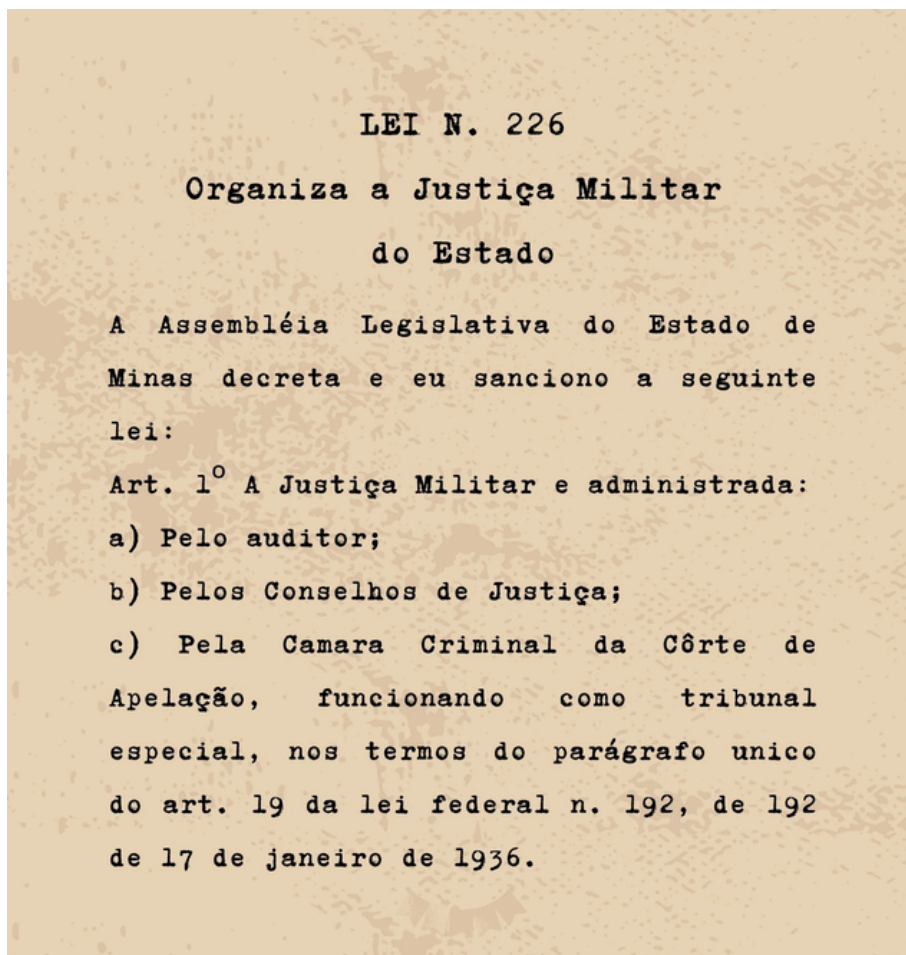 LEI N. 226
Organiza a Justiça Militar
do Estado
A Assembléia Legislativa do Estado de
Minas decreta e eu sanciono a seguinte
lei:
Art. 1º A Justiça Militar e administrada:
a) Pelo auditor;
b) Pelos Conselhos de Justiça;
c) Pela Camara Criminal da Côrte de
Apelação, funcionando como tribunal
especial, nos termos do parágrafo unico
do art. 19 da lei federal n. 192, de 192
de 17 de janeiro de 1936.